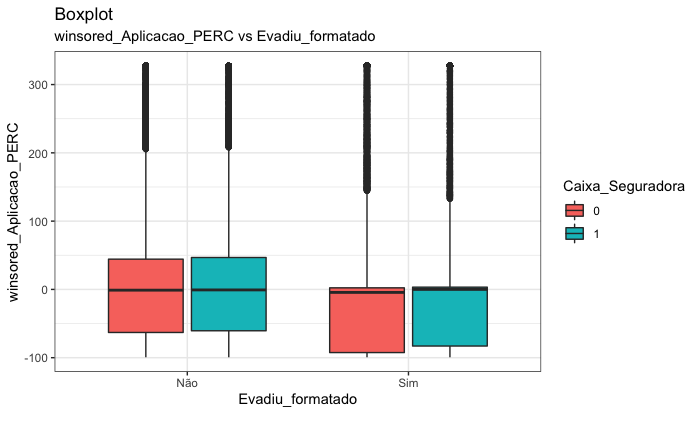 Boxplot
winsored_Aplicacao_PERC vs Evadiu_formatado
winsored_Aplicacao_PERC
300
200
100
0
-100
Não
Sim
Evadiu_formatado
Caixa_Seguradora
0
1